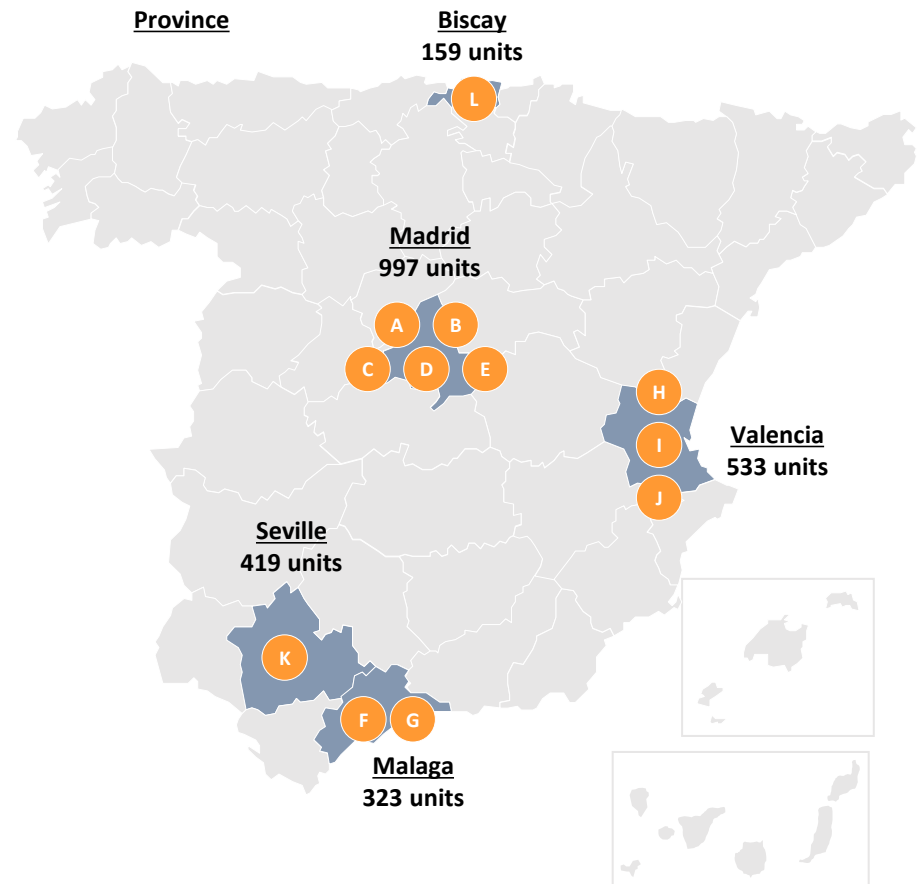 Province
Biscay
159 units
L
Madrid
997 units
A
B
C
D
E
H
I
J
Valencia
533 units
Seville
419 units
K
F
G
Malaga
323 units